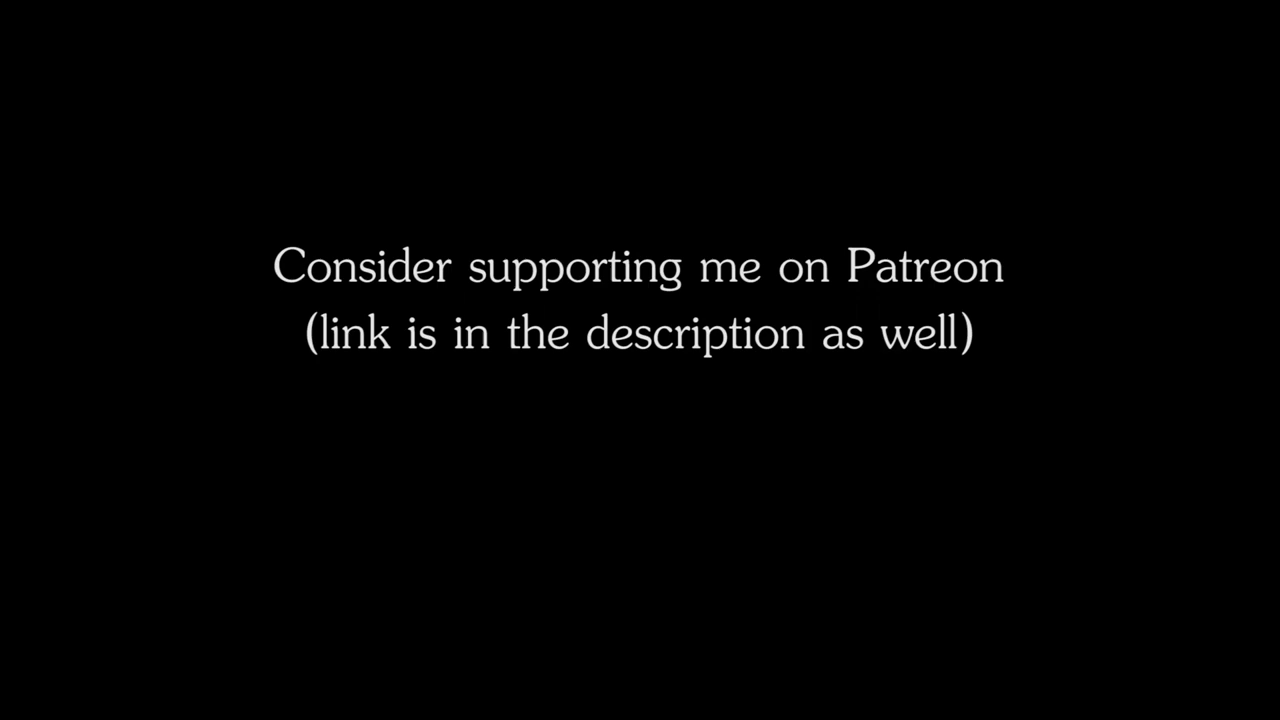 Consider supporting me on Patreon
(link is in the description as well)